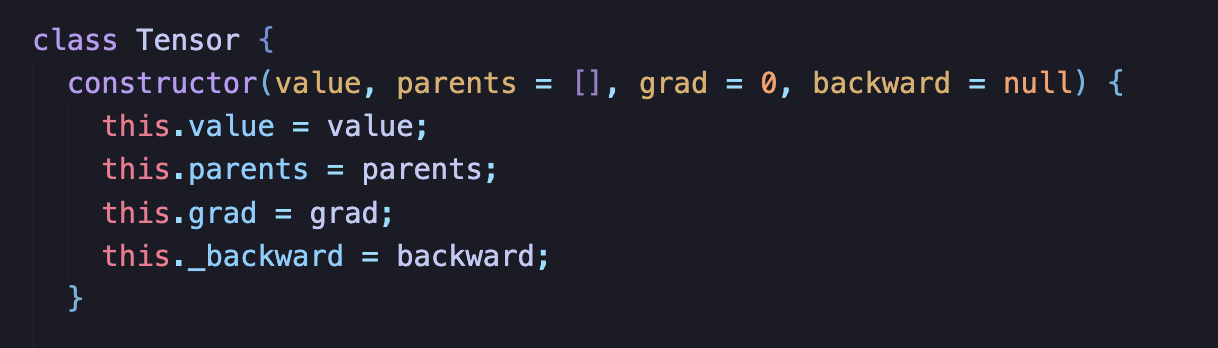 class Tensor {
constructor(value, parents = [], grad = 0, backward = null) {
this.value = value;
this.parents = parents;
this.grad = grad;
this._backward = backward;
}